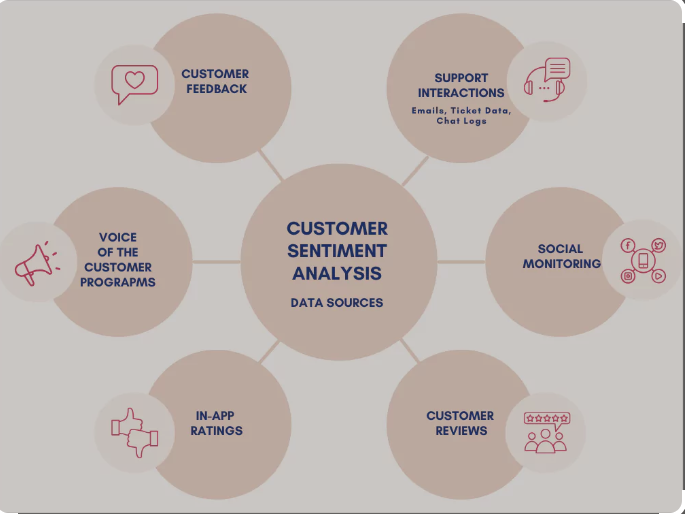 CUSTOMER
FEEDBACK
SUPPORT
INTERACTIONS
Emails, Ticket Data,
Chat Logs
VOICE
OF THE
CUSTOMER
PROGRAPMS
CUSTOMER
SENTIMENT
ANALYSIS
DATA SOURCES
SOCIAL
MONITORING
IN-APP
RATINGS
CUSTOMER
REVIEWS